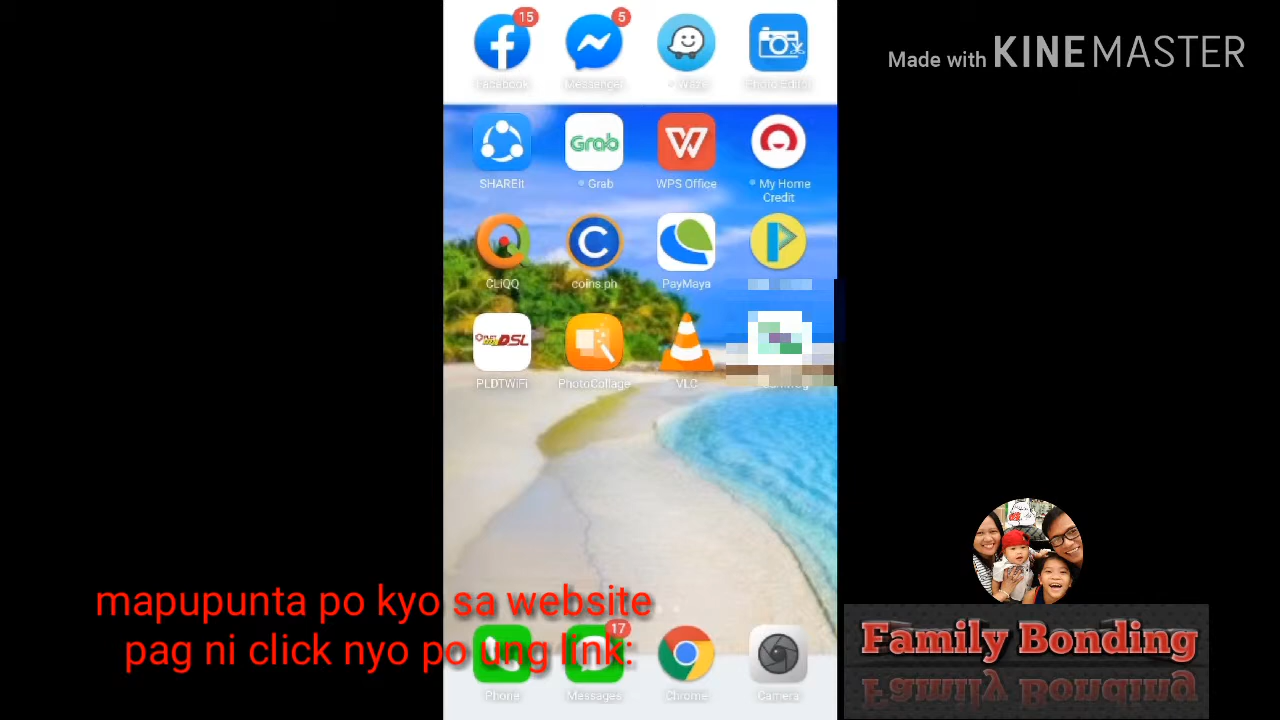 15
5
Made with KINEMASTER
Facebook
Messenger
Waze
Photo Editor
Grab
W
SHAREit
Grab
WPS Office
My Home
Credit
C
CLiQQ
coins.ph
PayMaya
DSL
PLDTWiFi
PhotoCollage
VLC
mapupunta po kyo sa website
pag ni click nyo po ung link:
17
Phone
Messages
Chrome
Camera
Family Bonding